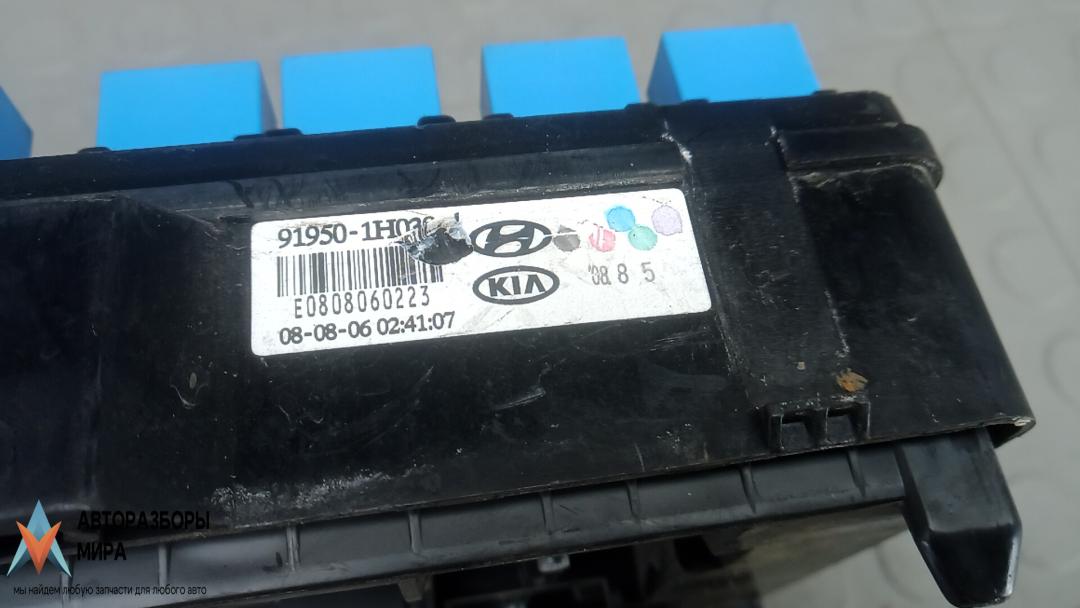 91950-1H03
E0808060223
08-08-06 02:41:07
KIA
'08 8 5
АВТОРАЗБОРЫ
МИРА
мы найдем любую запчасти для любого авто